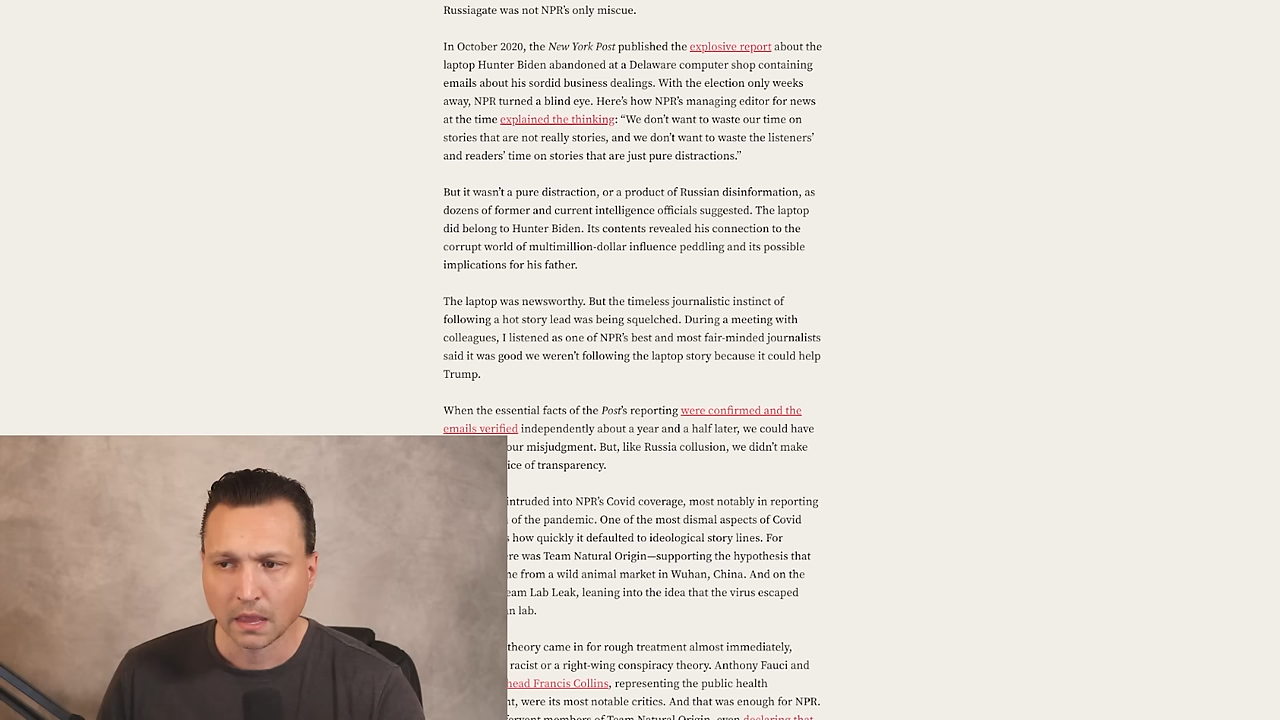 Russiagate was not NPR’s only miscue.
In October 2020, the New York Post published the explosive report about the
laptop Hunter Biden abandoned at a Delaware computer shop containing
emails about his sordid business dealings. With the election only weeks
away, NPR turned a blind eye. Here’s how NPR’s managing editor for news
at the time explained the thinking: “We don’t want to waste our time on
stories that are not really stories, and we don’t want to waste the listeners’
and readers’ time on stories that are just pure distractions.”
But it wasn’t a pure distraction, or a product of Russian disinformation, as
dozens of former and current intelligence officials suggested. The laptop
did belong to Hunter Biden. Its contents revealed his connection to the
corrupt world of multimillion-dollar influence peddling and its possible
implications for his father.
The laptop was newsworthy. But the timeless journalistic instinct of
following a hot story lead was being squelched. During a meeting with
colleagues, I listened as one of NPR’s best and most fair-minded journalists
said it was good we weren’t following the laptop story because it could help
Trump.
When the essential facts of the Post’s reporting were confirmed and the
emails verified independently about a year and a half later, we could have
our misjudgment. But, like Russia collusion, we didn’t make
of transparency.
intruded into NPR’s Covid coverage, most notably in reporting
of the pandemic. One of the most dismal aspects of Covid
how quickly it defaulted to ideological story lines. For
was Team Natural Origin—supporting the hypothesis that
from a wild animal market in Wuhan, China. And on the
Lab Leak, leaning into the idea that the virus escaped
lab.
theory came in for rough treatment almost immediately,
racist or a right-wing conspiracy theory. Anthony Fauci and
head Francis Collins, representing the public health
were its most notable critics. And that was enough for NPR.
members of Team Natural Origin, even declaring that